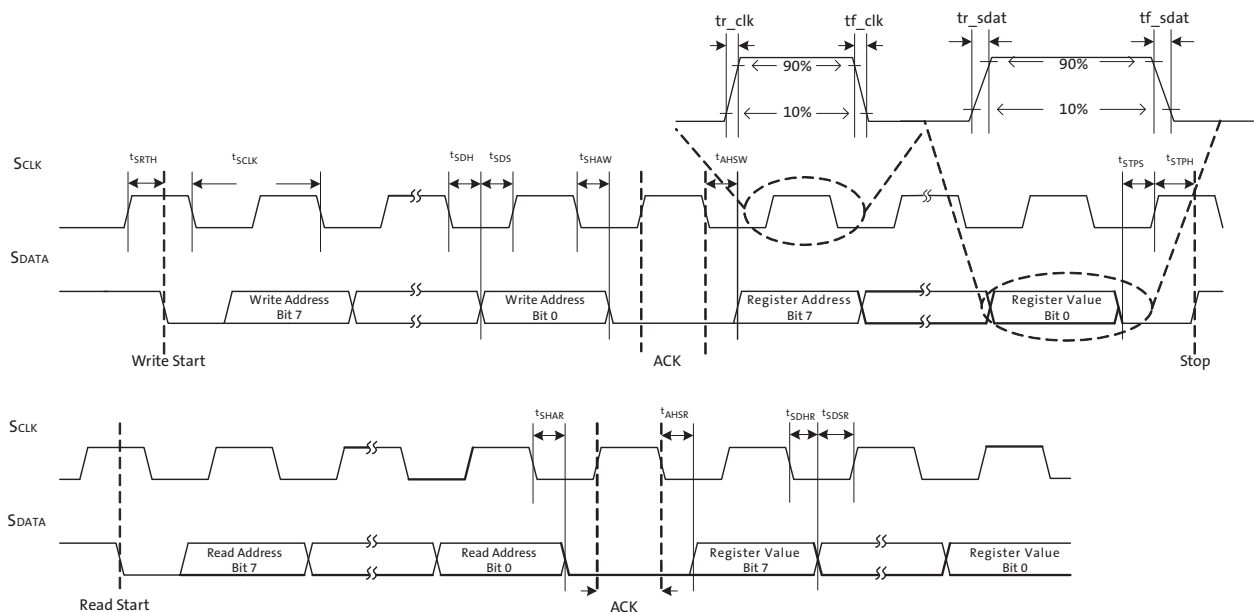 tr_clk tf_clk tr_sdat tf_sdat
90% 90%
10% 10%
SCLK tSRTH tSCLK tSDH tSDS tSHAW tAHSW tSTPS tSTPH
SDATA
Write Address Write Address Register Address Register Value
Bit 7 Bit 0 Bit 7 Bit 0
Write Start ACK Stop
SCLK tSHAR tAHSR tSDHR tSDSR
SDATA
Read Address Read Address Register Value Register Value
Bit 7 Bit 0 Bit 7 Bit 0
Read Start ACK